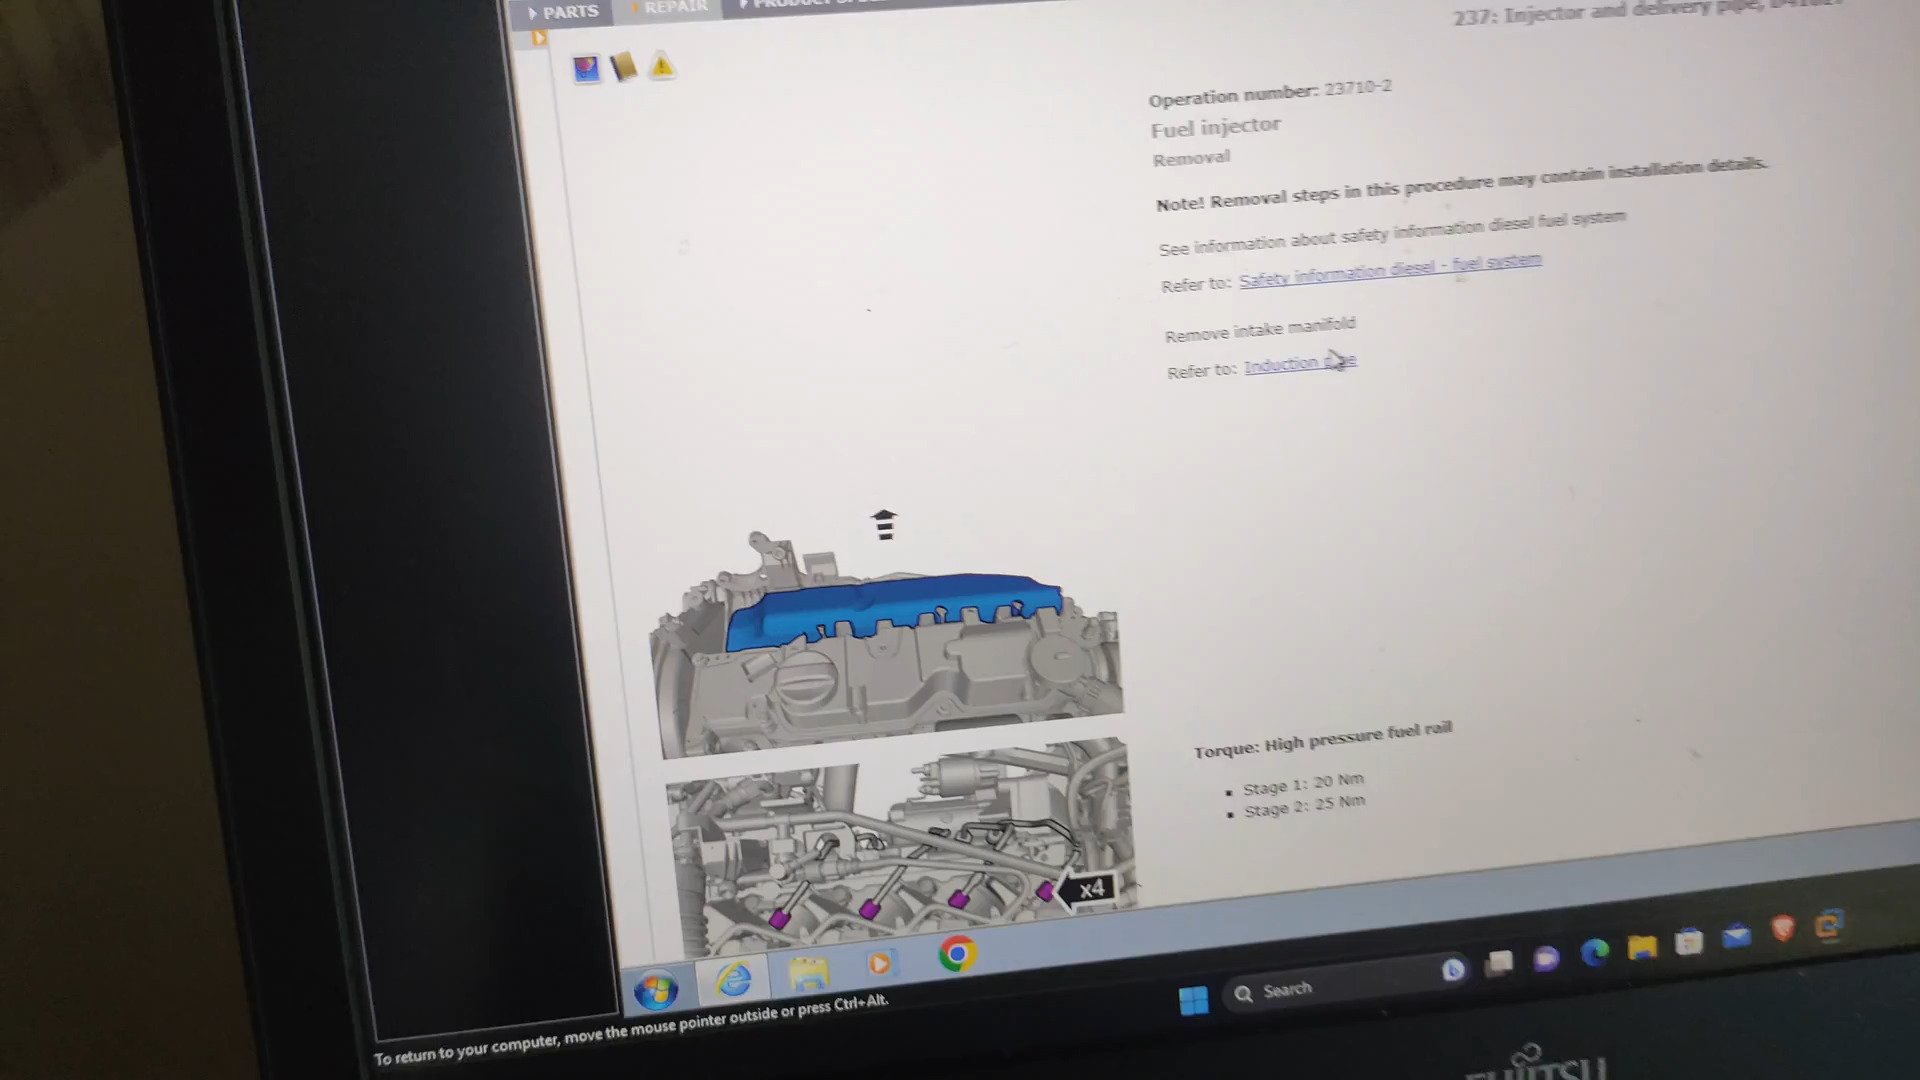 PARTS
REPAIR
237: Injector and delivery pipe,
Operation number: 23710-2
Fuel injector
Removal
Note! Removal steps in this procedure may contain installation details.
See information about safety information diesel fuel system
Refer to: Safety information diesel - fuel system
Remove intake manifold
Refer to: Induction pipe
Torque: High pressure fuel rail
Stage 1: 20 Nm
Stage 2: 25 Nm
x4
Search
To return to your computer, move the mouse pointer outside or press Ctrl+Alt.
FUJITSU